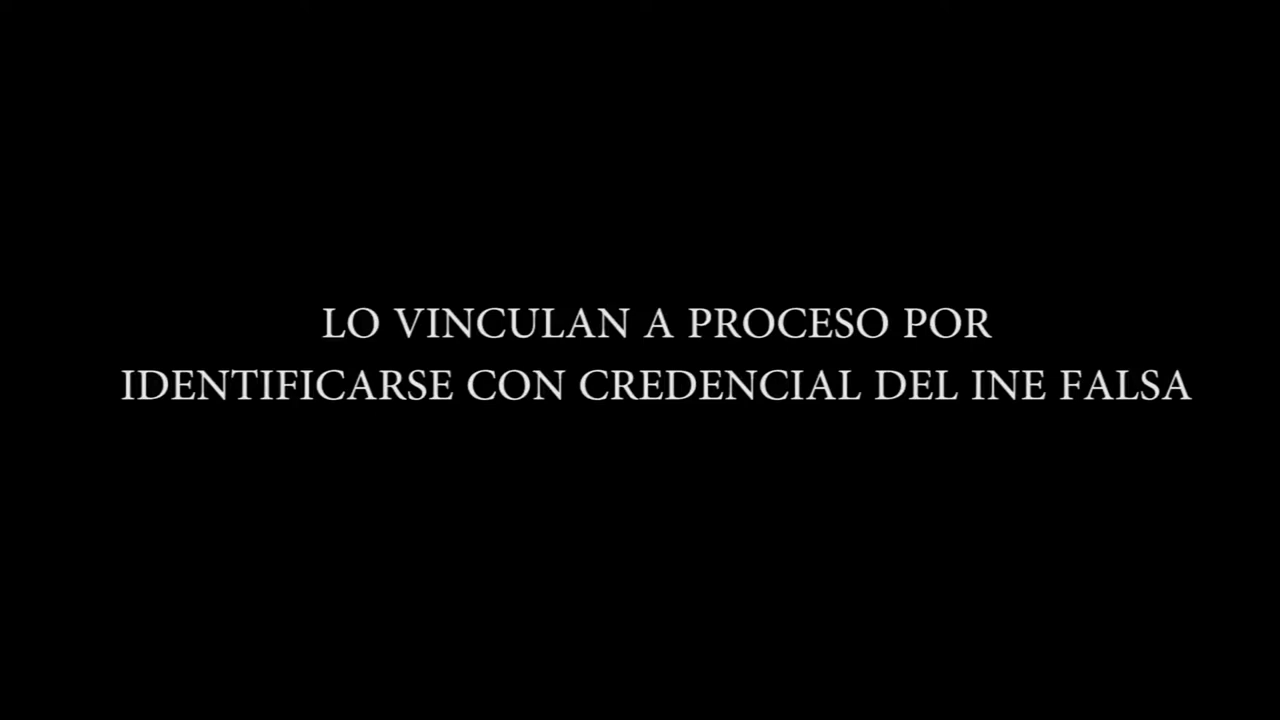 LO VINCULAN A PROCESO POR
IDENTIFICARSE CON CREDENCIAL DEL INE FALSA